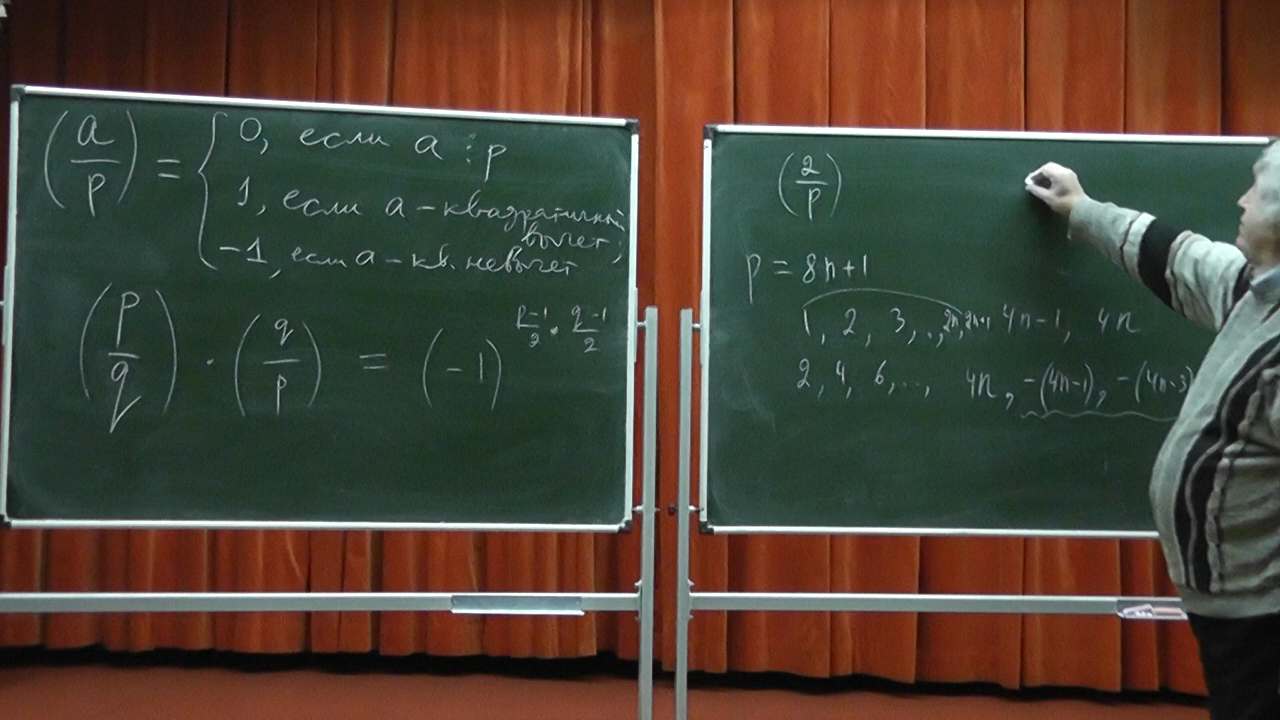 (a/p) = { 0, если a ⋮ p
1, если a – квадратичный
вычет;
–1, если a – кв. невычет
(p/q) · (q/p) = (–1)^((p–1)/2 · (q–1)/2)
(2/p)
p = 8n+1
1, 2, 3, .., 2n, 2n+1 4n–1, 4n
2, 4, 6, .., 4n, –(4n–1), –(4n–3)